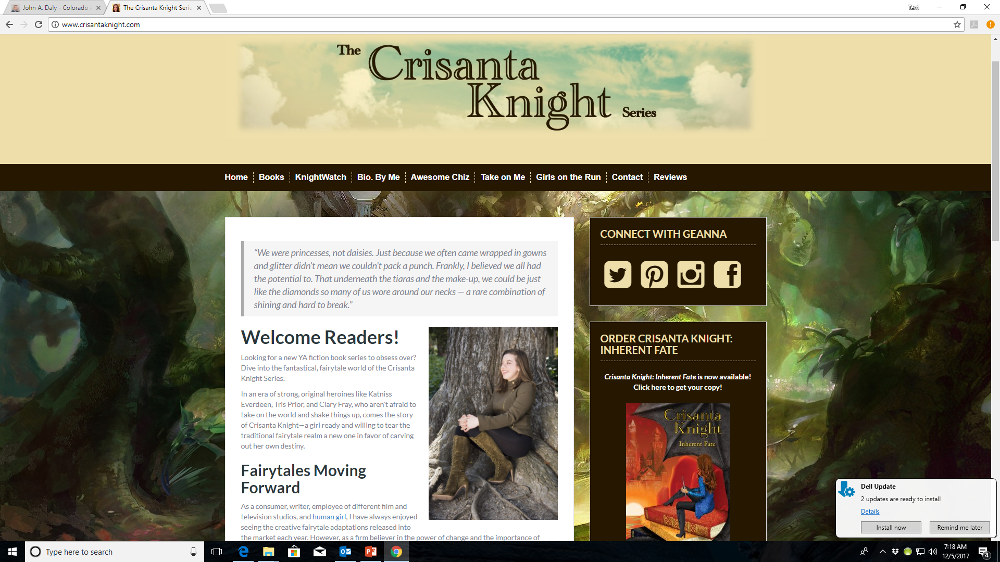 John A. Daly - Colorado
The Crisanta Knight Serie
Terri
www.crisantaknight.com
The Crisanta Knight Series
Home
Books
KnightWatch
Bio. By Me
Awesome Chiz
Take on Me
Girls on the Run
Contact
Reviews
“We were princesses, not daisies. Just because we often came wrapped in gowns
and glitter didn’t mean we couldn’t pack a punch. Frankly, I believed we all had
the potential to. That underneath the tiaras and the make-up, we could be just
like the diamonds so many of us wore around our necks — a rare combination of
shining and hard to break.”
Welcome Readers!
Looking for a new YA fiction book series to obsess over?
Dive into the fantastical, fairytale world of the Crisanta
Knight Series.
In an era of strong, original heroines like Katniss
Everdeen, Tris Prior, and Clary Fray, who aren’t afraid to
take on the world and shake things up, comes the story
of Crisanta Knight—a girl ready and willing to tear the
traditional fairytale realm a new one in favor of carving
out her own destiny.
Fairytales Moving
Forward
As a consumer, writer, employee of different film and
television studios, and human girl, I have always enjoyed
seeing the creative fairytale adaptations released into
the market each year. However, as a firm believer in the power of change and the importance of
CONNECT WITH GEANNA
ORDER CRISANTA KNIGHT:
INHERENT FATE
Crisanta Knight: Inherent Fate is now available!
Click here to get your copy!
Crisanta
Knight
Inherent Fate
Dell Update
2 updates are ready to install
Details
Install now
Remind me later
Type here to search
7:18 AM
12/5/2017
4